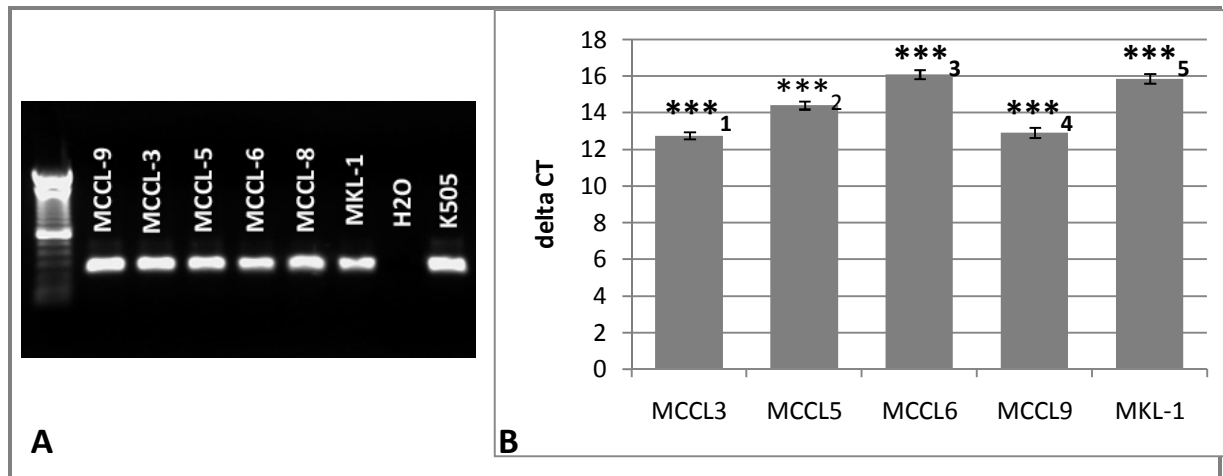 MCCL-9
MCCL-3
MCCL-5
MCCL-6
MCCL-8
MKL-1
H2O
K505
A
18
16
14
12
10
8
6
4
2
0
delta CT
***1
***2
***3
***4
***5
MCCL3 MCCL5 MCCL6 MCCL9 MKL-1
B